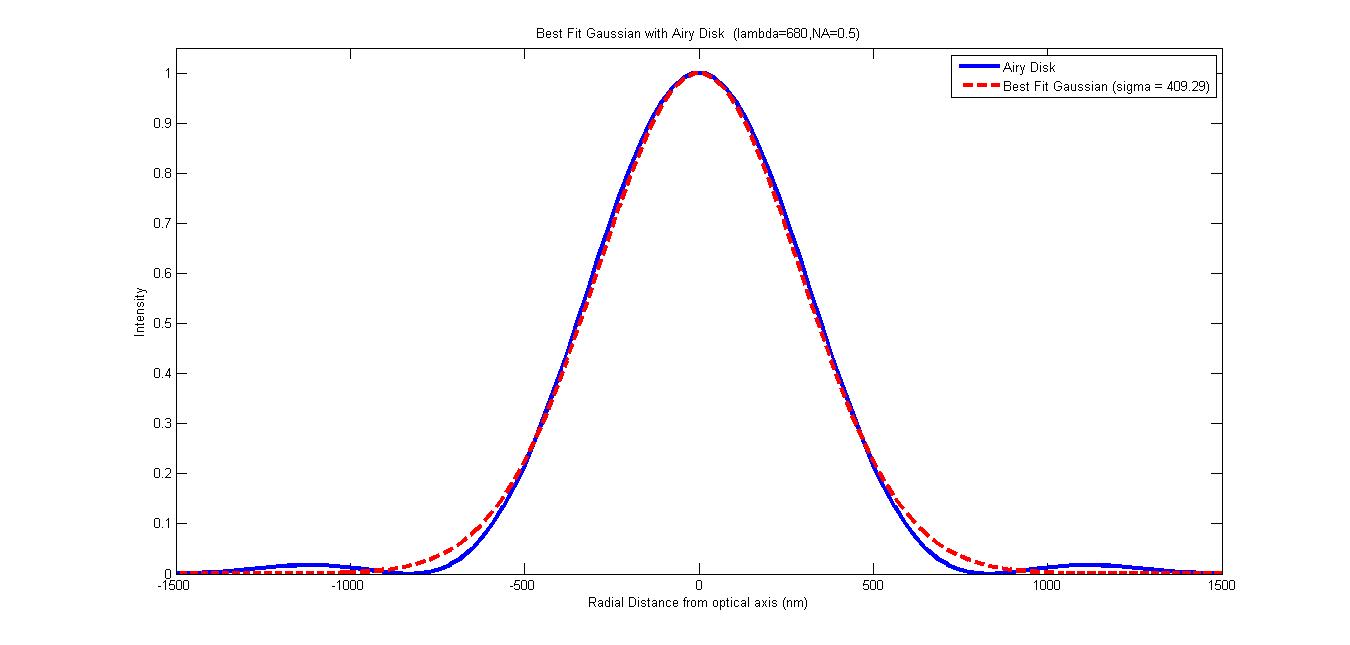 Best Fit Gaussian with Airy Disk (lambda=680,NA=0.5)
Airy Disk
Best Fit Gaussian (sigma = 409.29)
1
0.9
0.8
0.7
0.6
0.5
0.4
0.3
0.2
0.1
0
Intensity
-1500 -1000 -500 0 500 1000 1500
Radial Distance from optical axis (nm)